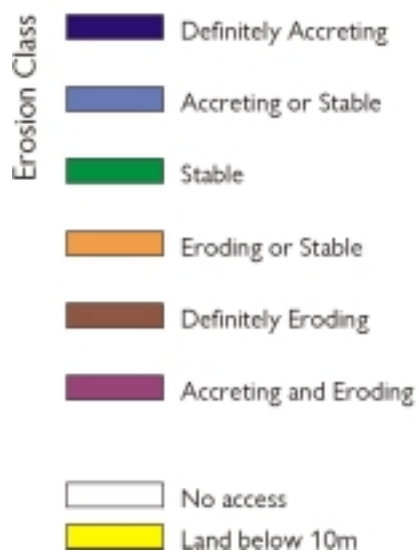 Erosion Class
Definitely Accreting
Accreting or Stable
Stable
Eroding or Stable
Definitely Eroding
Accreting and Eroding
No access
Land below 10m